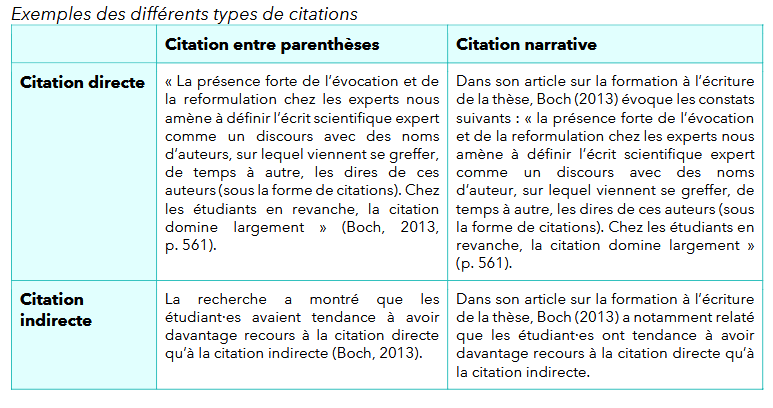 Exemples des différents types de citations
Citation entre parenthèses
Citation narrative
Citation directe
« La présence forte de l'évocation et de
la reformulation chez les experts nous
amène à définir l'écrit scientifique expert
comme un discours avec des noms
d'auteurs, sur lequel viennent se greffer,
de temps à autre, les dires de ces
auteurs (sous la forme de citations). Chez
les étudiants en revanche, la citation
domine largement » (Boch, 2013,
p. 561).
Dans son article sur la formation à l'écriture
de la thèse, Boch (2013) évoque les constats
suivants : « la présence forte de l'évocation
et de la reformulation chez les experts nous
amène à définir l'écrit scientifique expert
comme un discours avec des noms
d'auteur, sur lequel viennent se greffer, de
temps à autre, les dires de ces auteurs (sous
la forme de citations). Chez les étudiants en
revanche, la citation domine largement »
(p. 561).
Citation
indirecte
La recherche a montré que les
étudiant·es avaient tendance à avoir
davantage recours à la citation directe
qu'à la citation indirecte (Boch, 2013).
Dans son article sur la formation à l'écriture
de la thèse, Boch (2013) a notamment relaté
que les étudiant·es ont tendance à avoir
davantage recours à la citation directe qu'à
la citation indirecte.